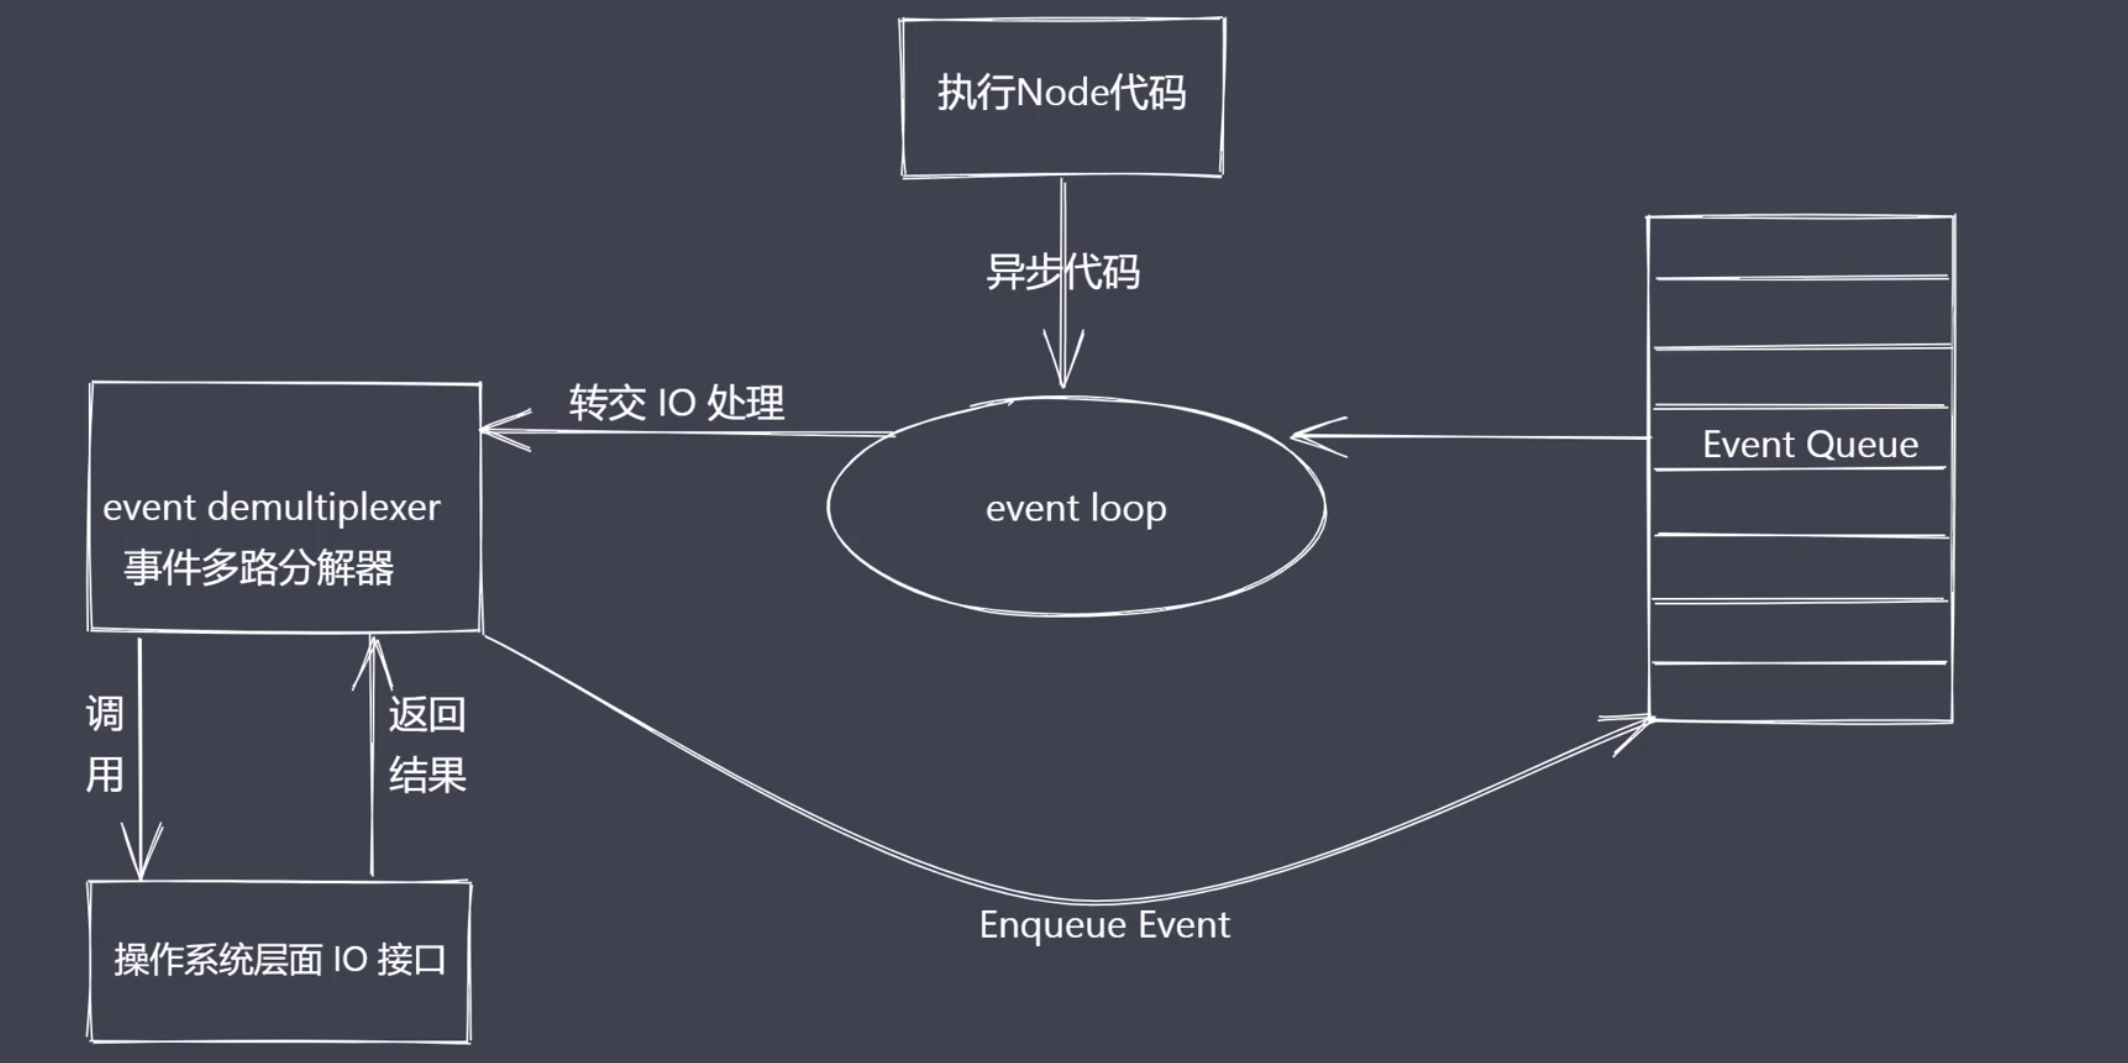 执行Node代码
异步代码
转交 IO 处理
event demultiplexer
事件多路分解器
event loop
Event Queue
调
用
返回
结果
Enqueue Event
操作系统层面 IO 接口